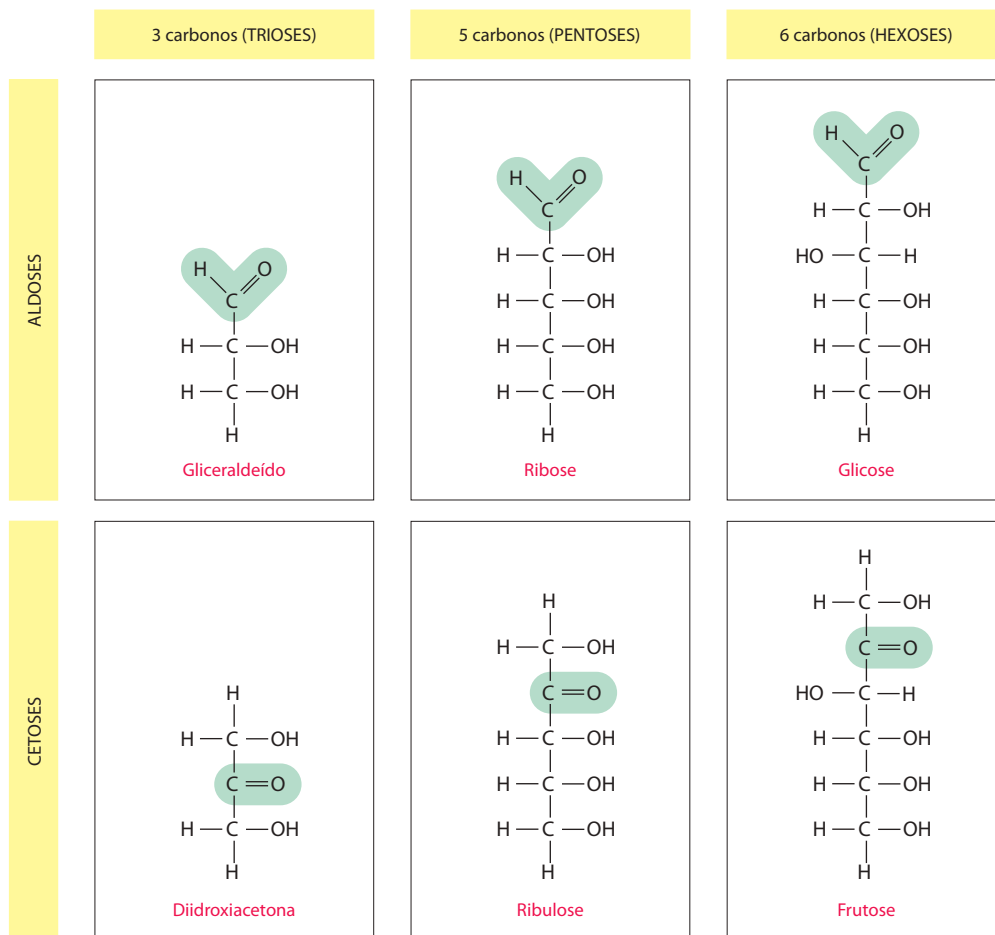 3 carbonos (TRIOSES)
5 carbonos (PENTOSES)
6 carbonos (HEXOSES)
ALDOSES
H O
C
H C OH
H C OH
H
Gliceraldeído
H O
C
H C OH
H C OH
H C OH
H C OH
H
Ribose
H O
C
H C OH
HO C H
H C OH
H C OH
H C OH
H
Glicose
CETOSES
H
H C OH
C =O
H C OH
H
Diidroxiacetona
H
H C OH
C =O
H C OH
H C OH
H C OH
H
Ribulose
H
H C OH
C =O
HO C H
H C OH
H C OH
H C OH
H
Frutose